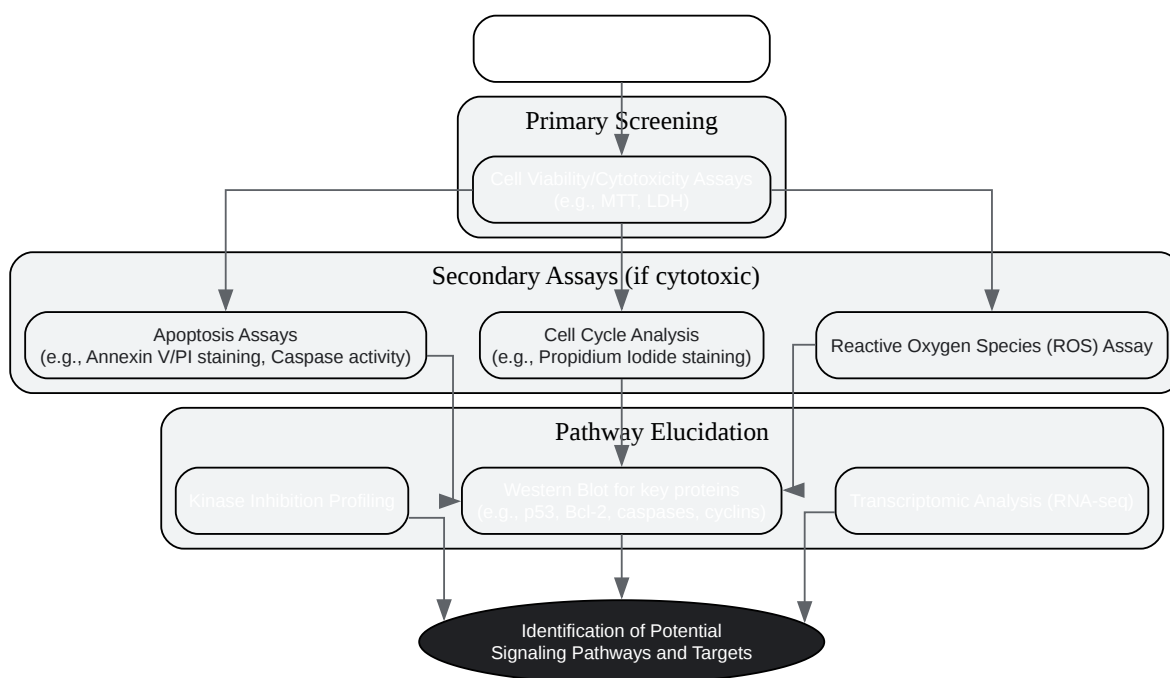 Primary Screening
Cell Viability/Cytotoxicity Assays
(e.g., MTT, LDH)
Secondary Assays (if cytotoxic)
Apoptosis Assays
(e.g., Annexin V/PI staining, Caspase activity)
Cell Cycle Analysis
(e.g., Propidium Iodide staining)
Reactive Oxygen Species (ROS) Assay
Pathway Elucidation
Kinase Inhibition Profiling
Western Blot for key proteins
(e.g., p53, Bcl-2, caspases, cyclins)
Transcriptomic Analysis (RNA-seq)
Identification of Potential
Signaling Pathways and Targets